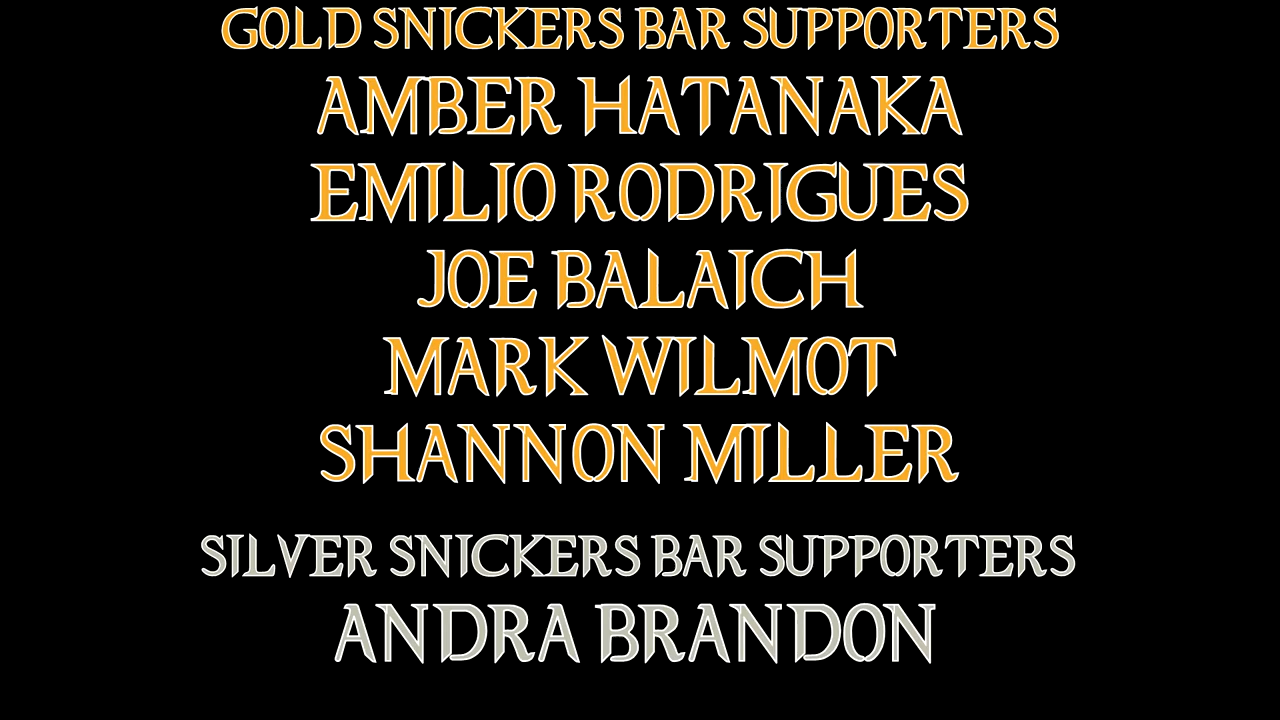 GOLD SNICKERS BAR SUPPORTERS
AMBER HATANAKA
EMILIO RODRIGUES
JOE BALAICH
MARK WILMOT
SHANNON MILLER
SILVER SNICKERS BAR SUPPORTERS
ANDRA BRANDON